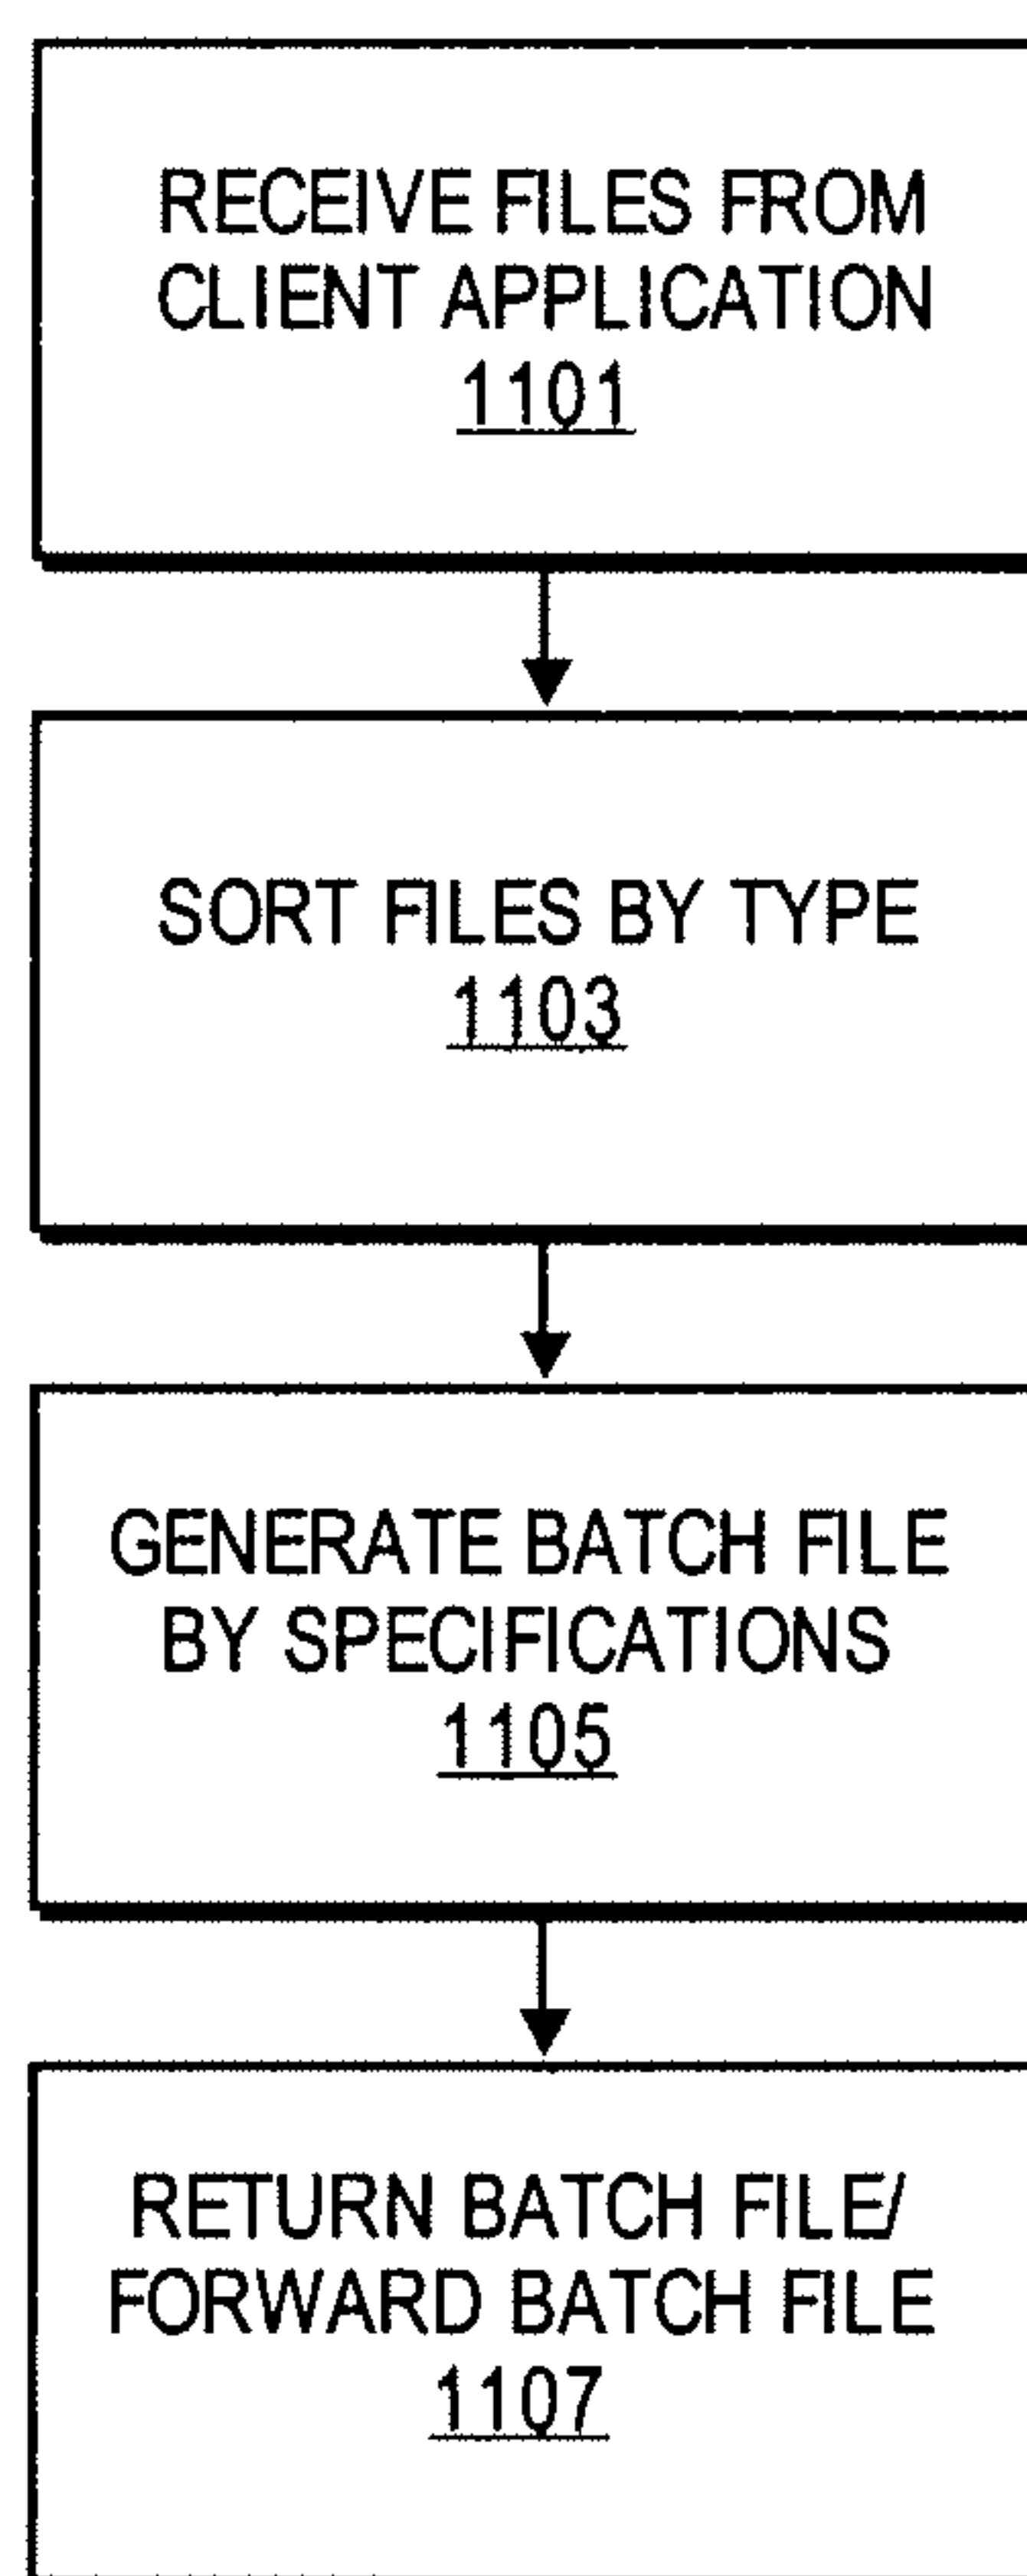 RECEIVE FILES FROM
CLIENT APPLICATION
1101
SORT FILES BY TYPE
1103
GENERATE BATCH FILE
BY SPECIFICATIONS
1105
RETURN BATCH FILE/
FORWARD BATCH FILE
1107